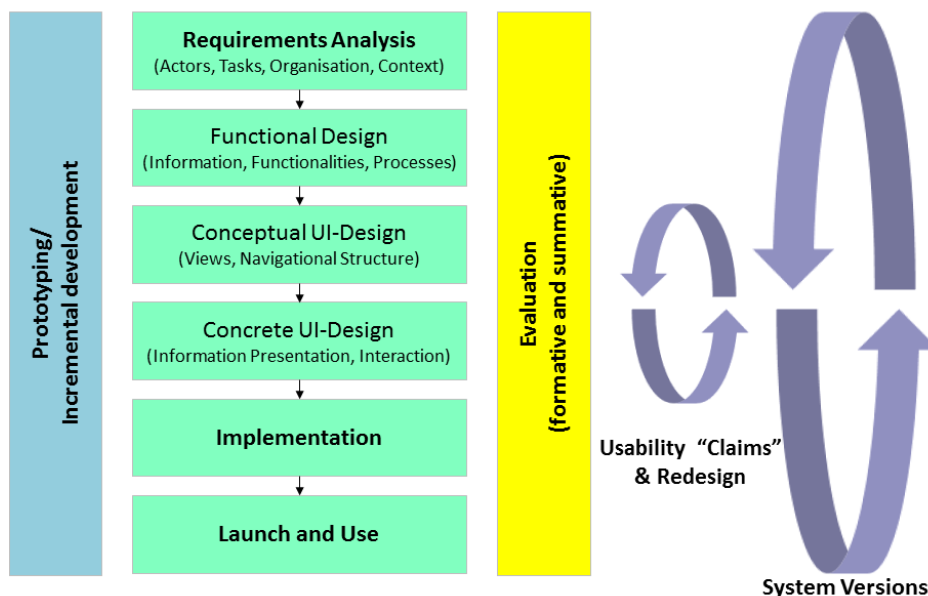 Prototyping/
Incremental development
Requirements Analysis
(Actors, Tasks, Organisation, Context)
Functional Design
(Information, Functionalities, Processes)
Conceptual UI-Design
(Views, Navigational Structure)
Concrete UI-Design
(Information Presentation, Interaction)
Implementation
Launch and Use
Evaluation
(formative and summative)
Usability “Claims”
& Redesign
System Versions